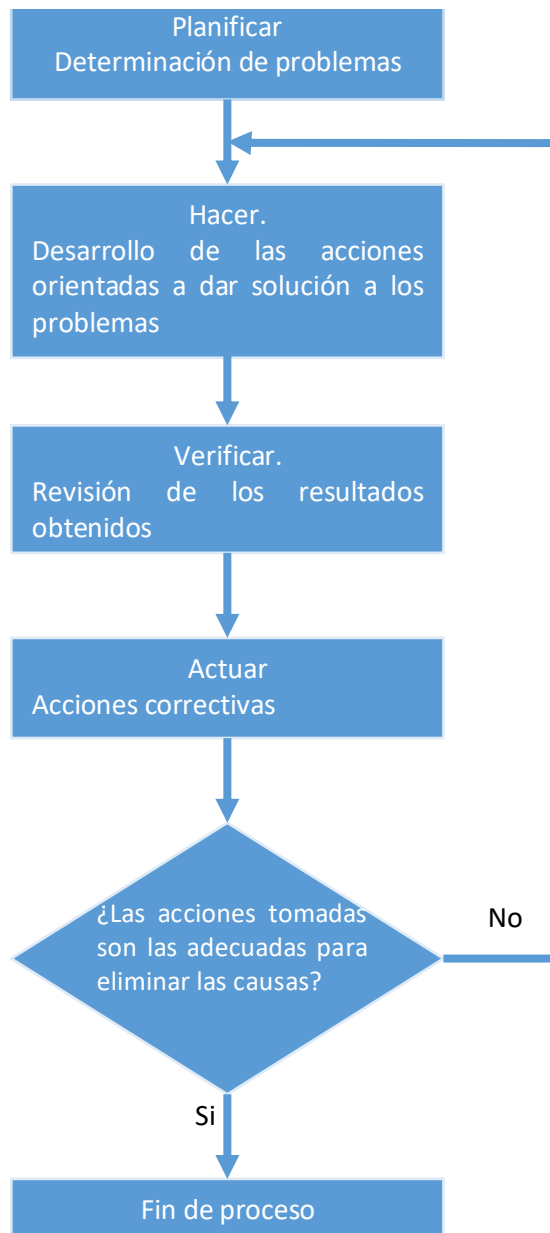 Planificar
Determinación de problemas
Hacer.
Desarrollo de las acciones
orientadas a dar solución a los
problemas
Verificar.
Revisión de los resultados
obtenidos
Actuar
Acciones correctivas
¿Las acciones tomadas
son las adecuadas para
eliminar las causas?
No
Si
Fin de proceso